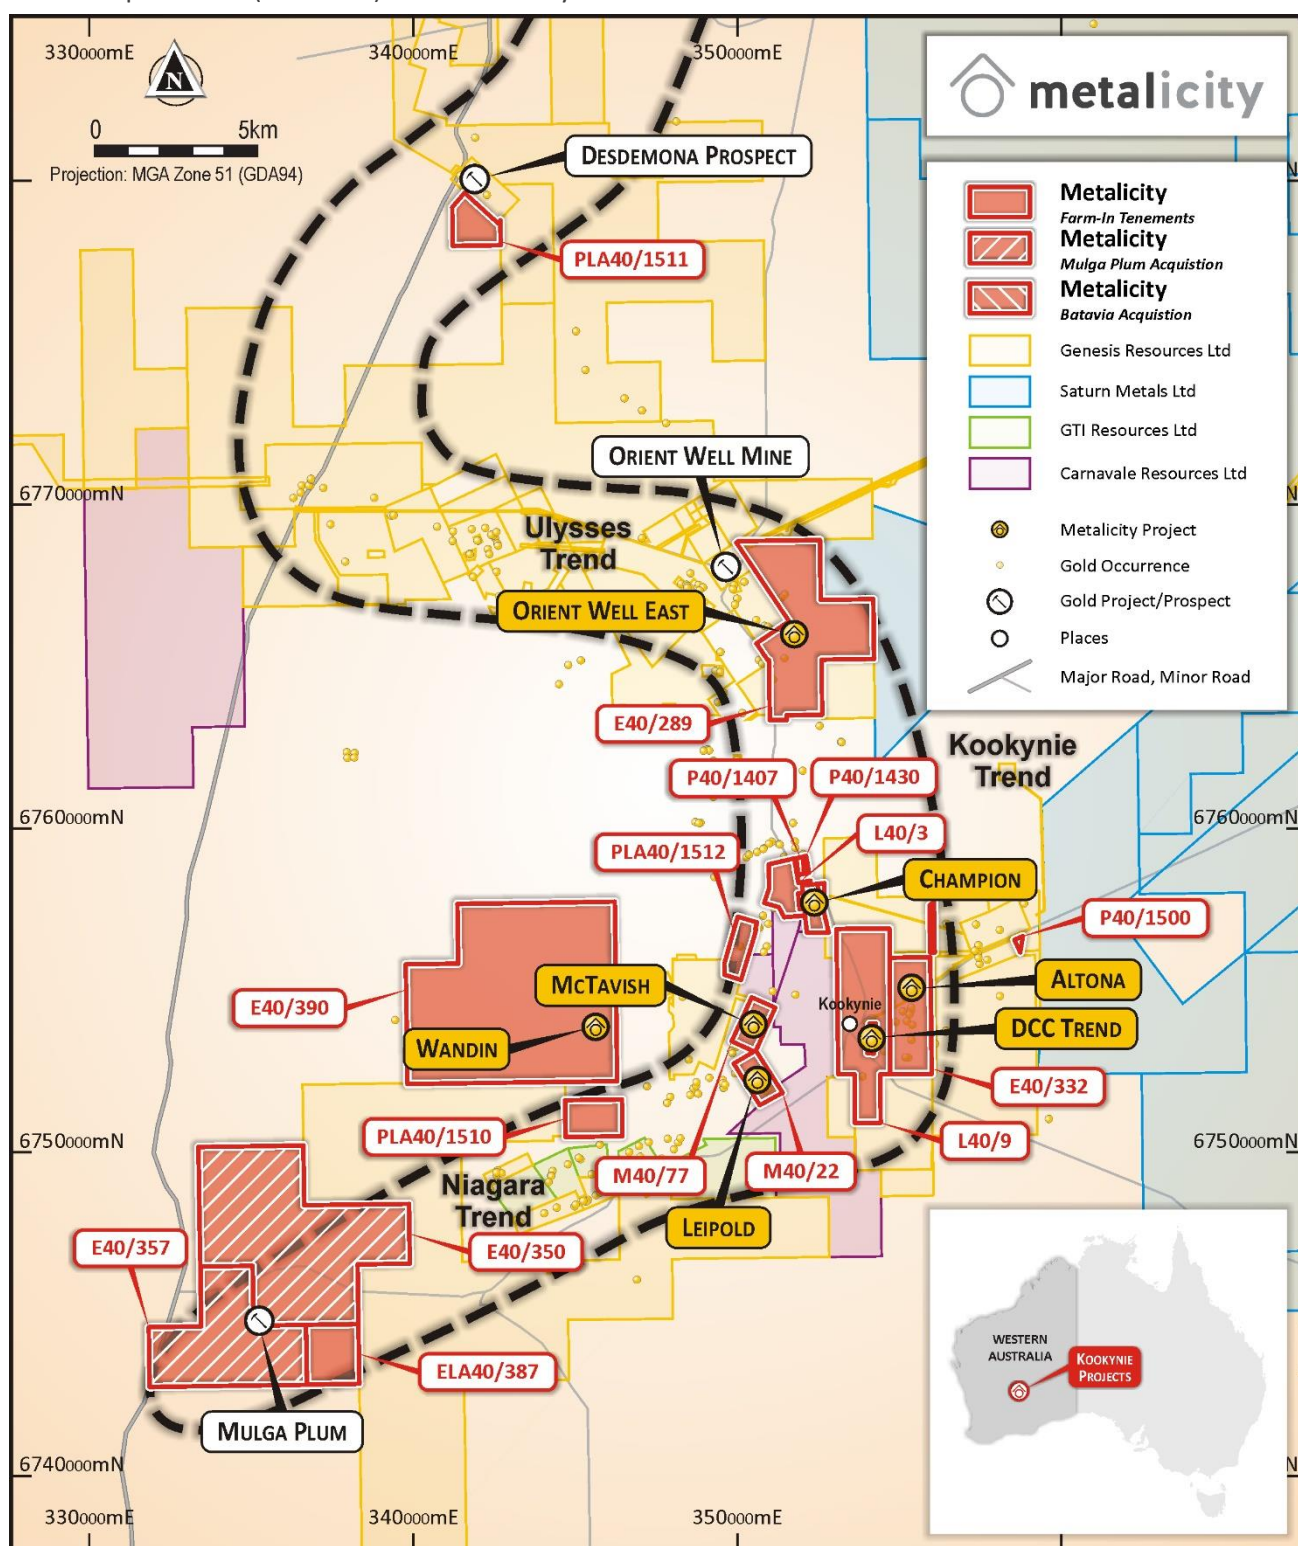 330000mE
340000mE
350000mE
N
0 5km
Projection: MGA Zone 51 (GDA94)
metalicity
DESDEMONA PROSPECT
PLA40/1511
Metalicity
Farm-In Tenements
Metalicity
Mulga Plum Acquistion
Metalicity
Batavia Acquistion
Genesis Resources Ltd
Saturn Metals Ltd
GTI Resources Ltd
Carnavale Resources Ltd
Metalicity Project
Gold Occurrence
Gold Project/Prospect
Places
Major Road, Minor Road
ORIENT WELL MINE
6770000mN
N
Ulysses
Trend
ORIENT WELL EAST
E40/289
Kookynie
Trend
P40/1407
P40/1430
6760000mN
6760000mN
L40/3
PLA40/1512
CHAMPION
P40/1500
MCTAVISH
ALTONA
E40/390
Kookynie
WANDIN
DCC TREND
E40/332
PLA40/1510
L40/9
6750000mN
6750000mN
M40/77
M40/22
Niagara
Trend
LEIPOLD
E40/357
E40/350
ELA40/387
MULGA PLUM
WESTERN
AUSTRALIA
KOOKYNIE
PROJECTS
6740000mN
N
330000mE
340000mE
350000mE